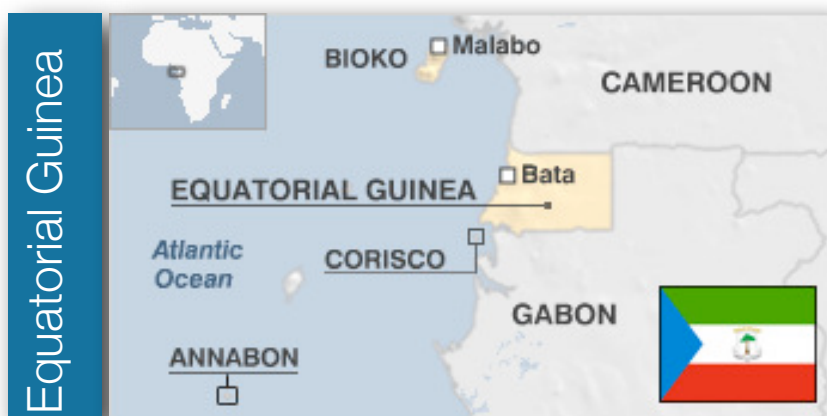 Equatorial Guinea
BIOKO
Malabo
CAMEROON
Bata
EQUATORIAL GUINEA
Atlantic
Ocean
CORISCO
GABON
ANNABON